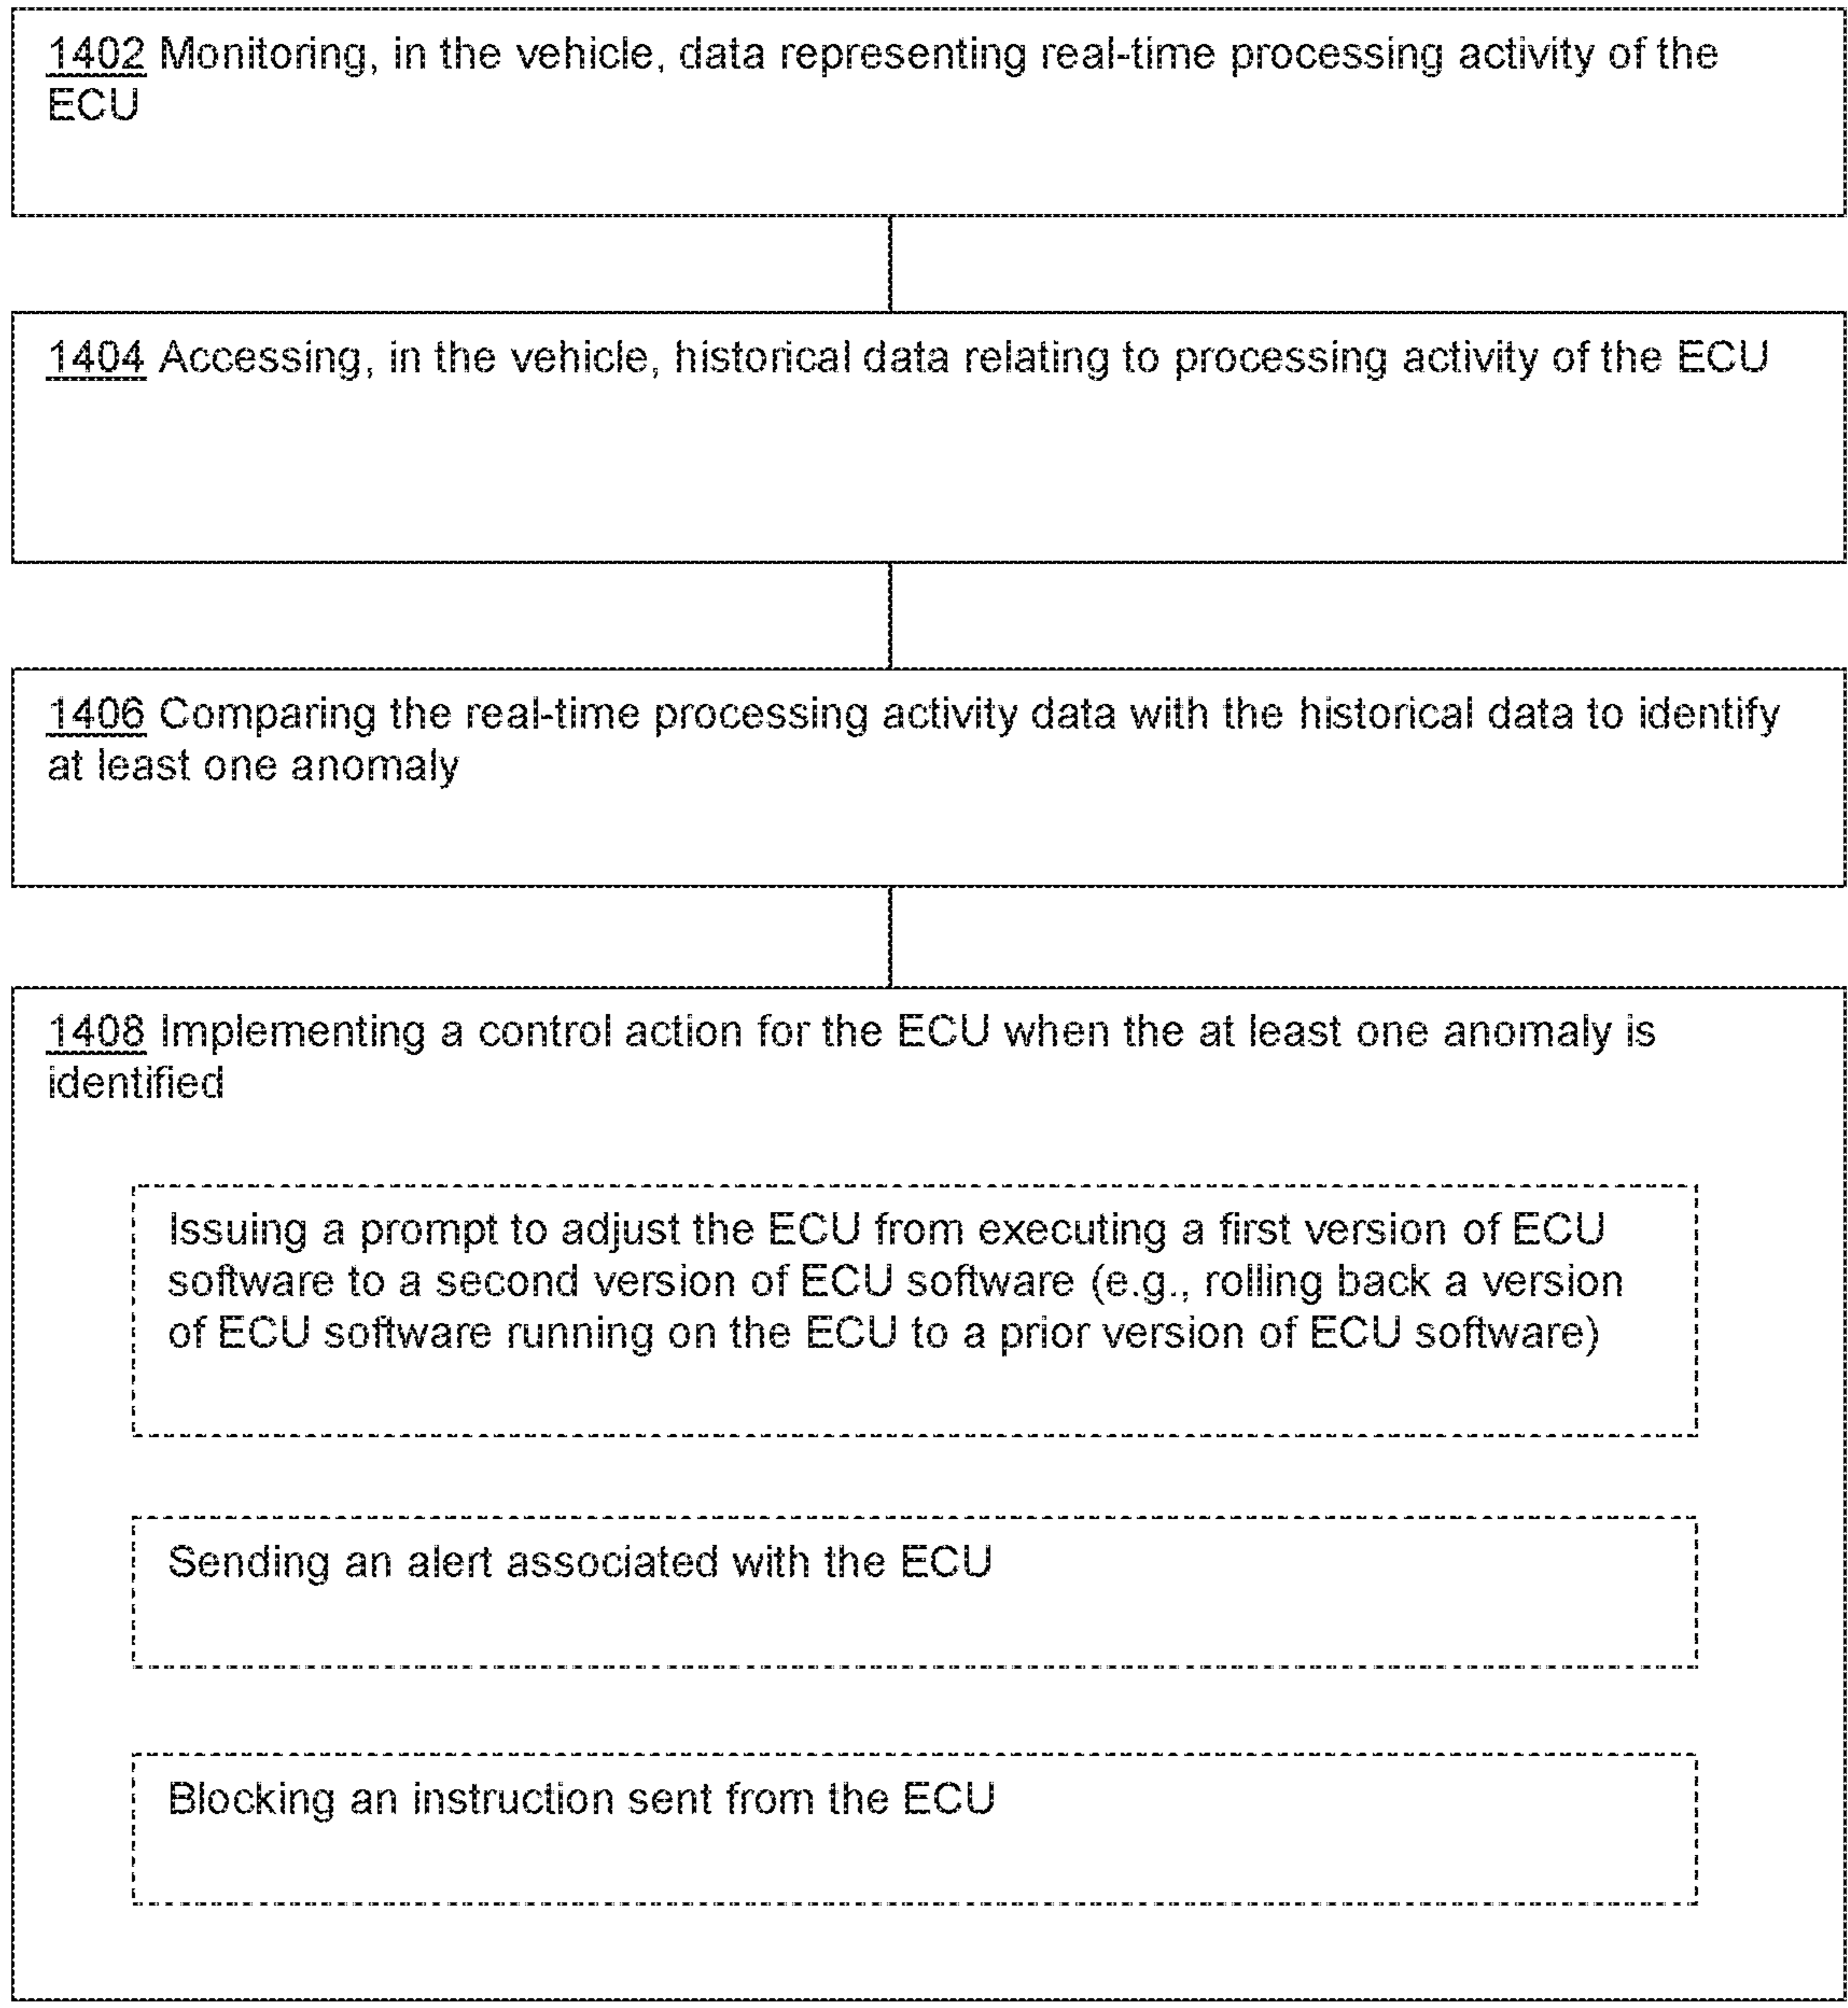 1402 Monitoring, in the vehicle, data representing real-time processing activity of the
ECU
1404 Accessing, in the vehicle, historical data relating to processing activity of the ECU
1406 Comparing the real-time processing activity data with the historical data to identify
at least one anomaly
1408 Implementing a control action for the ECU when the at least one anomaly is
identified
Issuing a prompt to adjust the ECU from executing a first version of ECU
software to a second version of ECU software (e.g., rolling back a version
of ECU software running on the ECU to a prior version of ECU software)
Sending an alert associated with the ECU
Blocking an instruction sent from the ECU